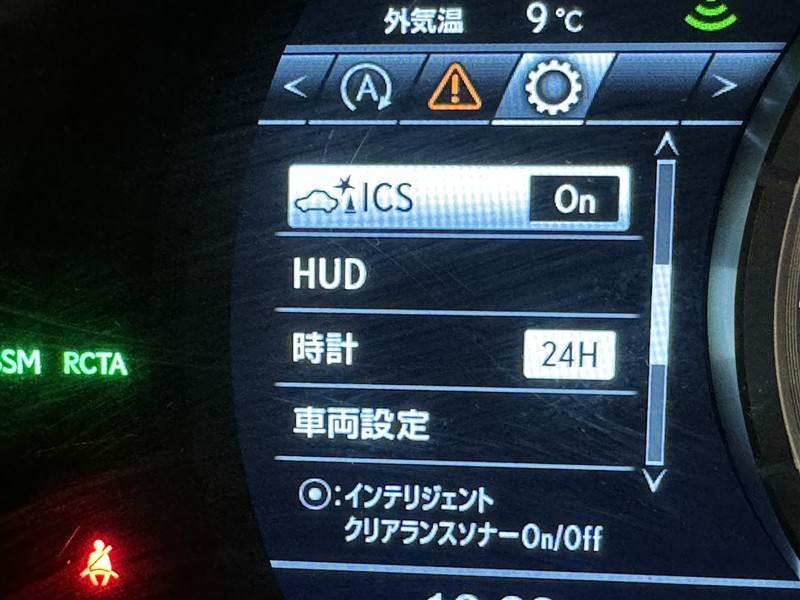 外気温 9℃
A
ICS On
HUD
時計 24H
SM RCTA
車両設定
:インテリジェント
クリアランスソナーOn/Off